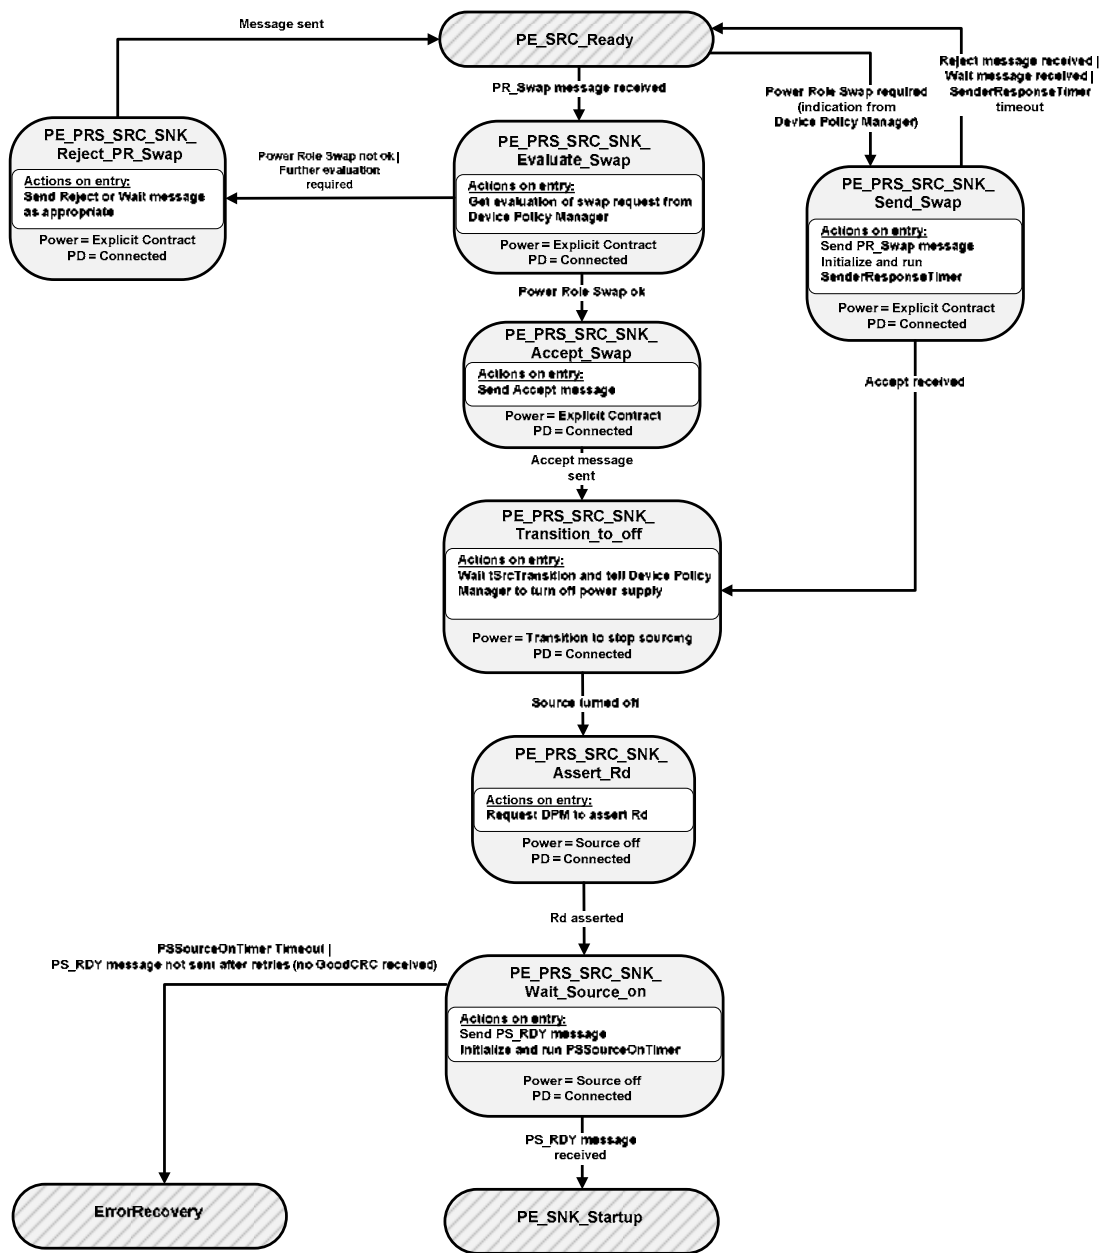 Message sent
PE_SRC_Ready
PR_Swap message received
Reject message received |
Wait message received |
SenderResponseTimer
timeout
Power Role Swap required
(indication from
Device Policy Manager)
PE_PRS_SRC_SNK_
Reject_PR_Swap
Actions on entry:
Send Reject or Wait message
as appropriate
Power = Explicit Contract
PD = Connected
Power Role Swap not ok |
Further evaluation
required
PE_PRS_SRC_SNK_
Evaluate_Swap
Actions on entry:
Get evaluation of swap request from
Device Policy Manager
Power = Explicit Contract
PD = Connected
PE_PRS_SRC_SNK_
Send_Swap
Actions on entry:
Send PR_Swap message
Initialize and run
SenderResponseTimer
Power = Explicit Contract
PD = Connected
Power Role Swap ok
PE_PRS_SRC_SNK_
Accept_Swap
Actions on entry:
Send Accept message
Power = Explicit Contract
PD = Connected
Accept received
Accept message
sent
PE_PRS_SRC_SNK_
Transition_to_off
Actions on entry:
Wait tSrcTransition and tell Device Policy
Manager to turn off power supply
Power = Transition to stop sourcing
PD = Connected
Source turned off
PE_PRS_SRC_SNK_
Assert_Rd
Actions on entry:
Request DPM to assert Rd
Power = Source off
PD = Connected
Rd asserted
PSSourceOnTimer Timeout |
PS_RDY message not sent after retries (no GoodCRC received)
PE_PRS_SRC_SNK_
Wait_Source_on
Actions on entry:
Send PS_RDY message
Initialize and run PSSourceOnTimer
Power = Source off
PD = Connected
PS_RDY message
received
ErrorRecovery
PE_SNK_Startup